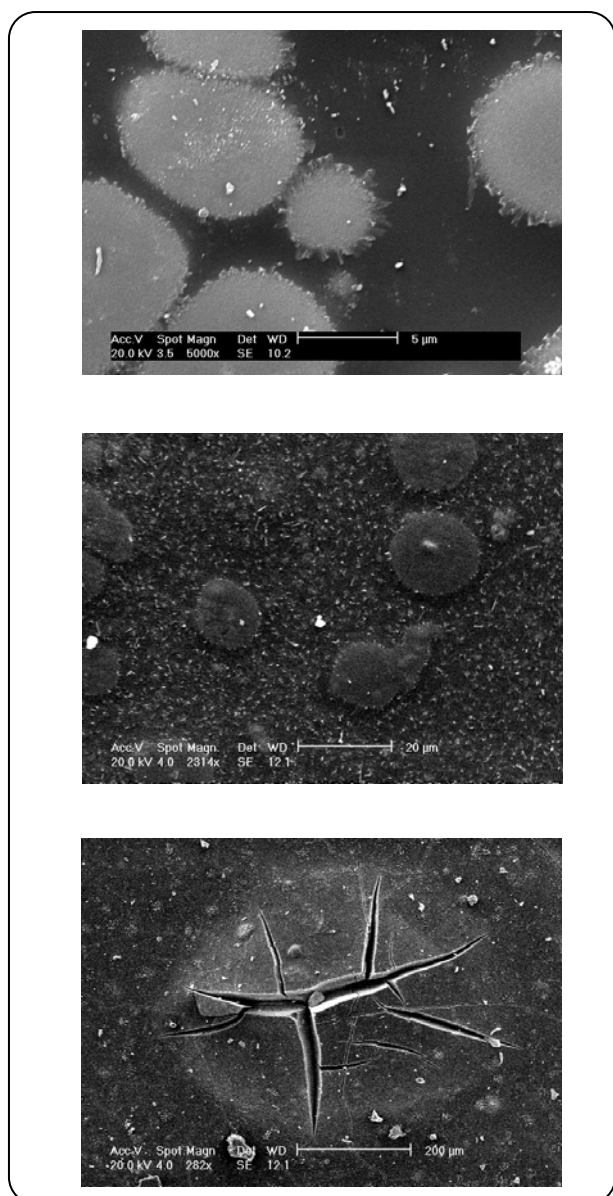 Acc.V Spot Magn Det WD 5 µm
20.0 kV 3.5 5000x SE 10.2
Acc.V Spot Magn. Det WD 20 µm
20.0 kV 4.0 2314x SE 12.1
Acc.V Spot Magn Det WD 200 µm
20.0 kV 4.0 282x SE 12.1